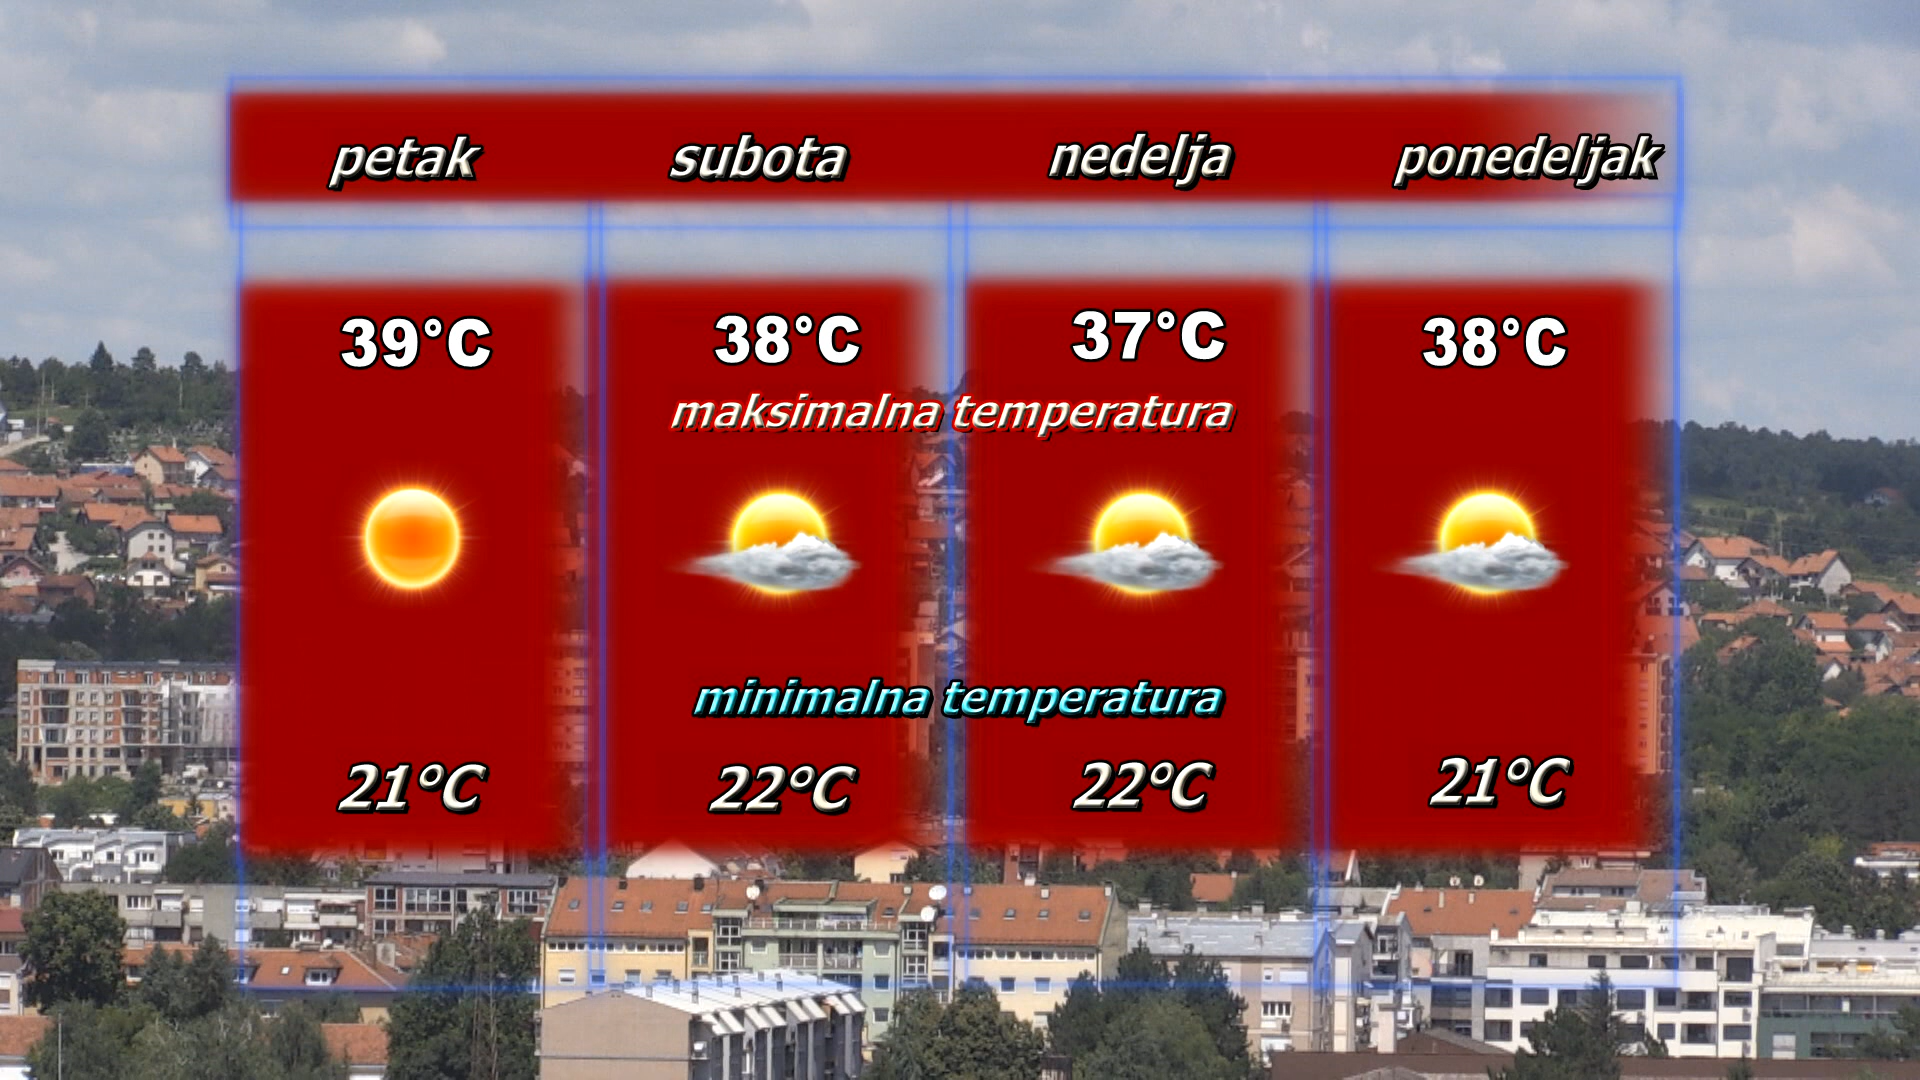 petak subota nedelja ponedeljak
39°C 38°C 37°C 38°C
maksimalna temperatura
minimalna temperatura
21°C 22°C 22°C 21°C